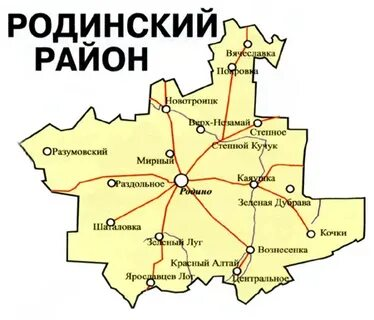 РОДИНСКИЙ
РАЙОН
Вячеславка
Покровка
Новотроицк
Верх-Незамай
Степное
Степной Кучук
Разумовский
Мирный
Раздольное
Родино
Каяушка
Зеленая Дубрава
Шаталовка
Зеленый Луг
Кочки
Вознесенка
Красный Алтай
Ярославцев Лог
Центральное